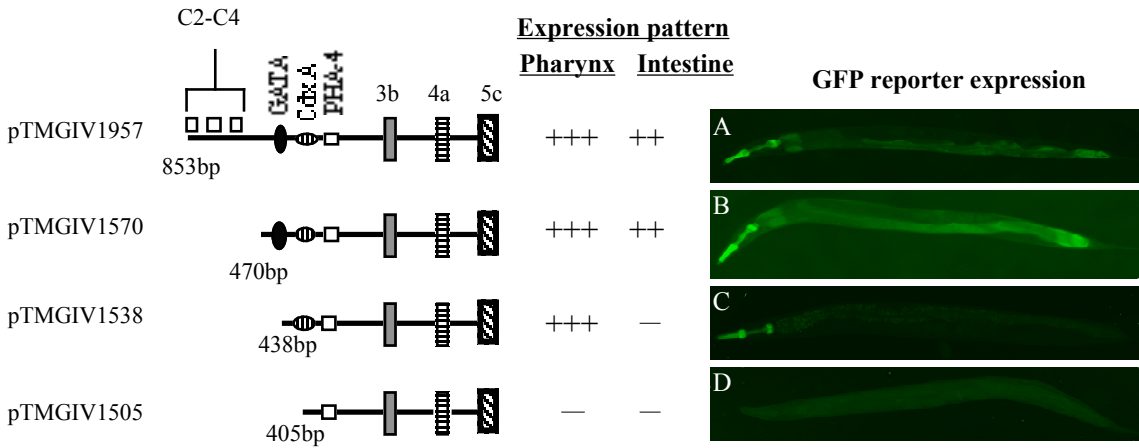 C2-C4
GATA
CdxA
PHA-4
Expression pattern
Pharynx Intestine
GFP reporter expression
3b 4a 5c
pTMGIV1957 +++ ++ A
853bp
pTMGIV1570 +++ ++ B
470bp
pTMGIV1538 +++ — C
438bp
pTMGIV1505 — — D
405bp